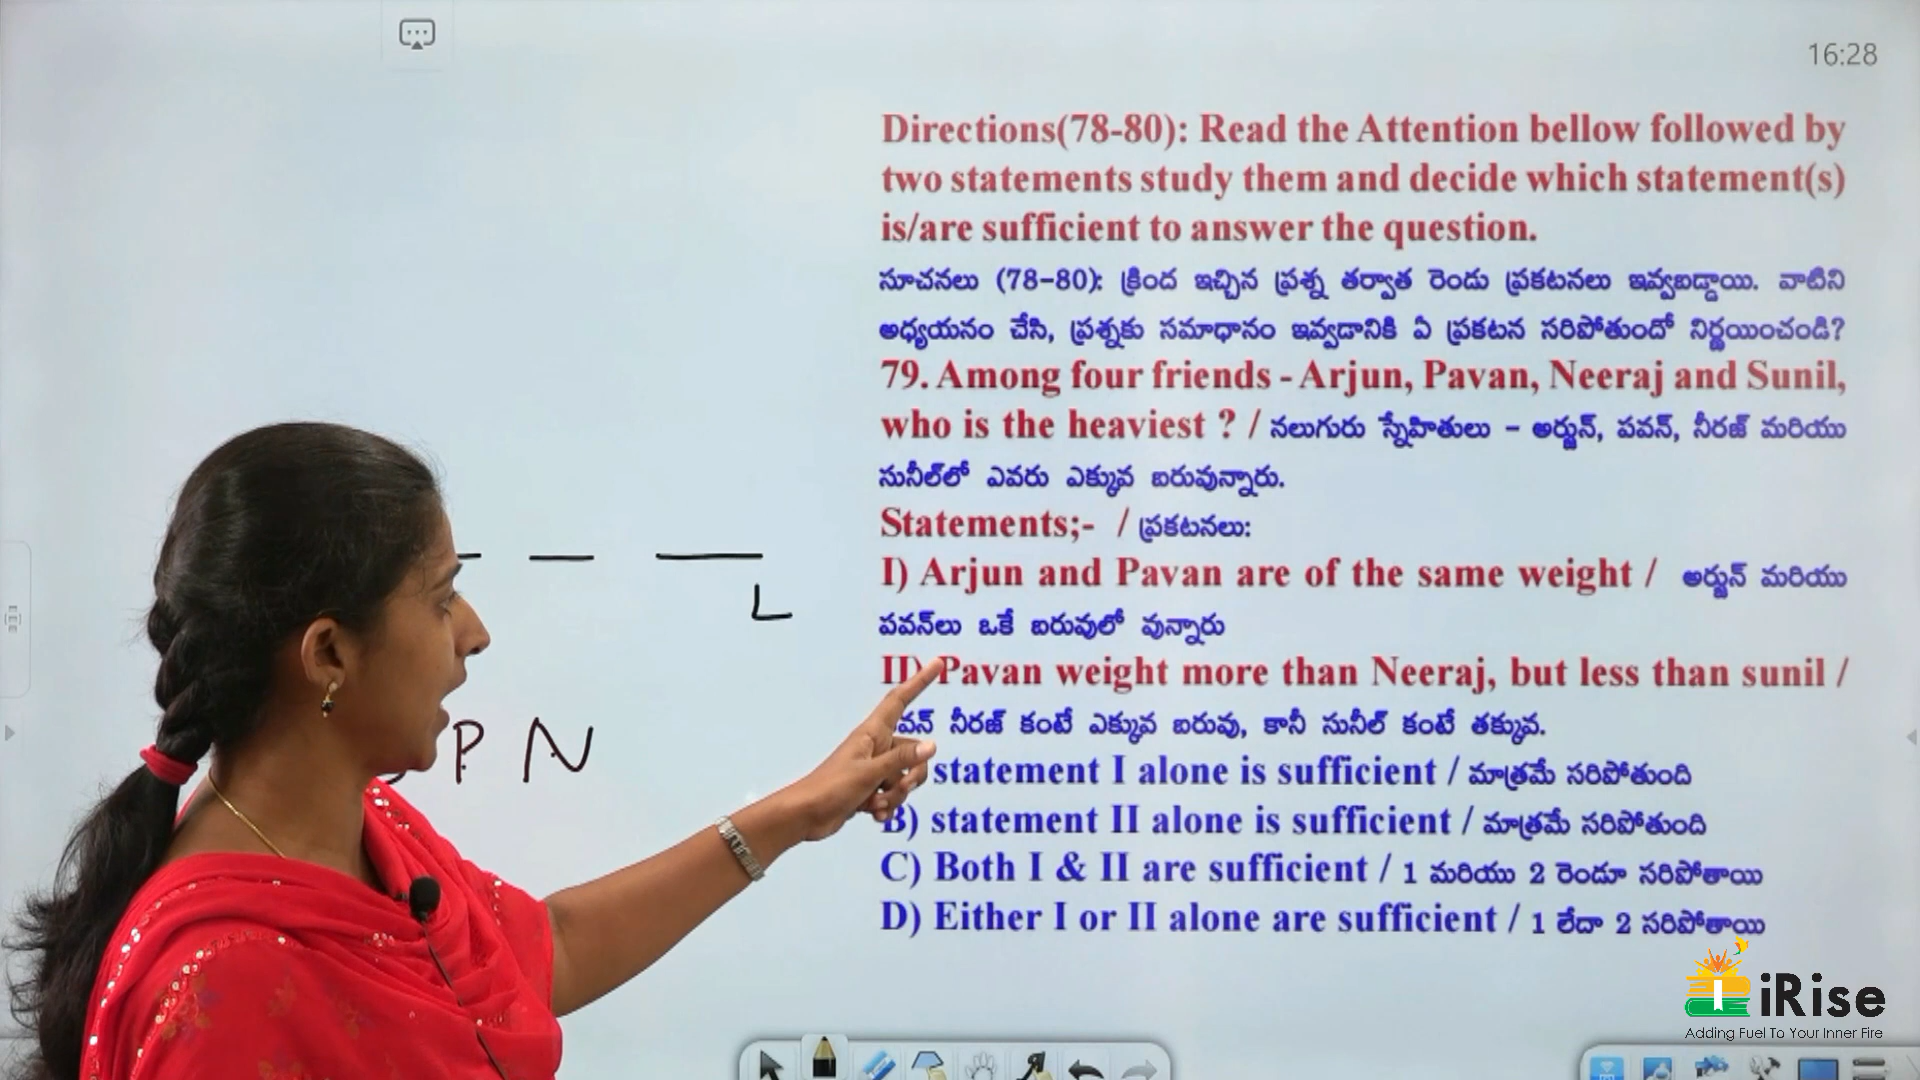 16:28
Directions(78-80): Read the Attention bellow followed by
two statements study them and decide which statement(s)
is/are sufficient to answer the question.
సూచనలు (78-80): క్రింద ఇచ్చిన ప్రశ్న తర్వాత రెండు ప్రకటనలు ఇవ్వబడ్డాయి. వాటిని
అధ్యయనం చేసి, ప్రశ్నకు సమాధానం ఇవ్వడానికి ఏ ప్రకటన సరిపోతుందో నిర్ణయించండి?
79. Among four friends - Arjun, Pavan, Neeraj and Sunil,
who is the heaviest ? / నలుగురు స్నేహితులు - అర్జున్, పవన్, నీరజ్ మరియు
సునీల్‌లో ఎవరు ఎక్కువ బరువున్నారు.
Statements;- / ప్రకటనలు:
I) Arjun and Pavan are of the same weight / అర్జున్ మరియు
పవన్‌లు ఒకే బరువులో వున్నారు
II) Pavan weight more than Neeraj, but less than sunil /
నీరజ్ కంటే ఎక్కువ బరువు, కానీ సునీల్ కంటే తక్కువ.
statement I alone is sufficient / మాత్రమే సరిపోతుంది
B) statement II alone is sufficient / మాత్రమే సరిపోతుంది
C) Both I & II are sufficient / 1 మరియు 2 రెండూ సరిపోతాయి
D) Either I or II alone are sufficient / 1 లేదా 2 సరిపోతాయి
L
P N
iRise
Adding Fuel To Your Inner Fire